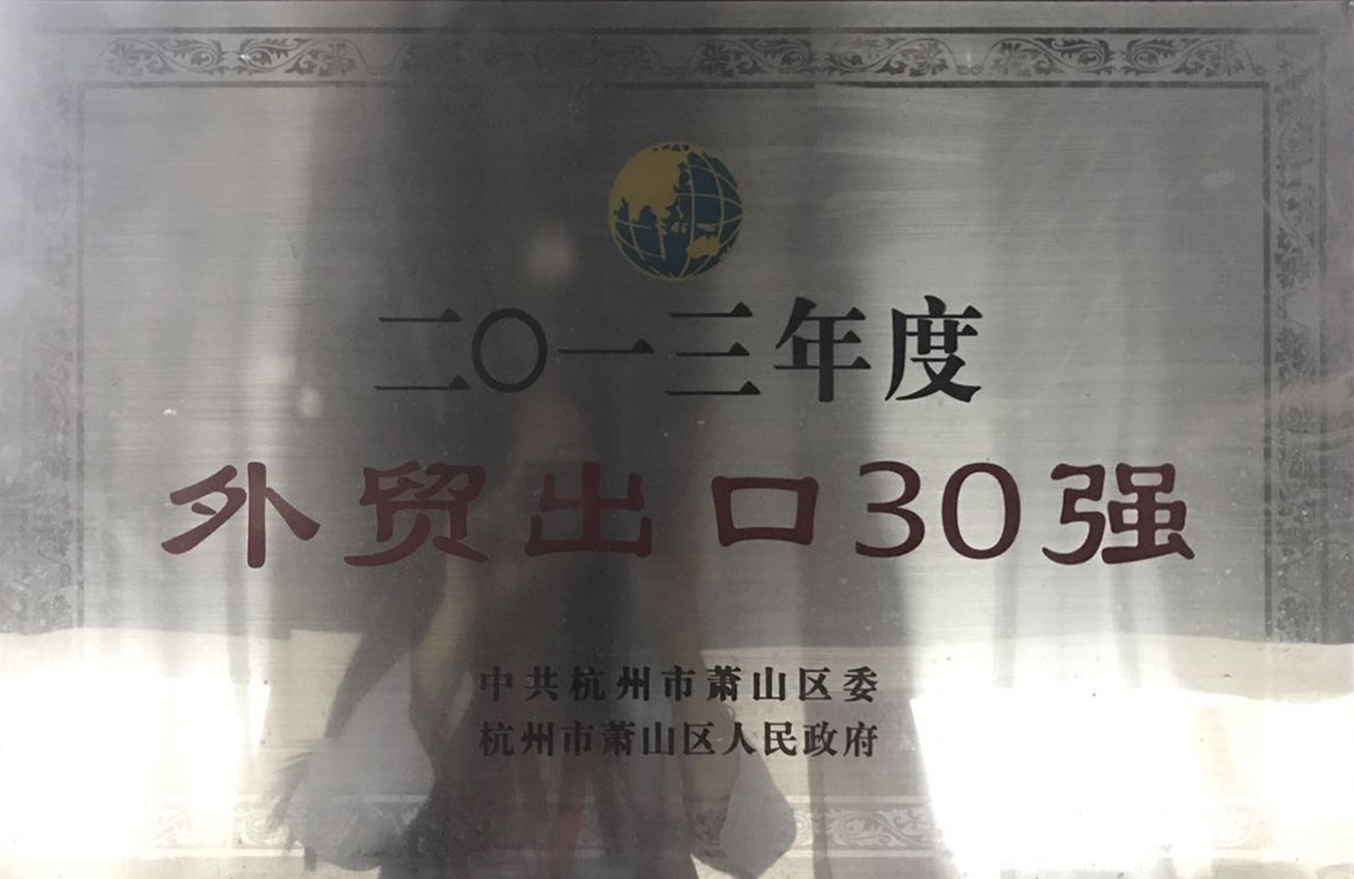 二〇一三年度
外贸出口30强
中共杭州市萧山区委
杭州市萧山区人民政府